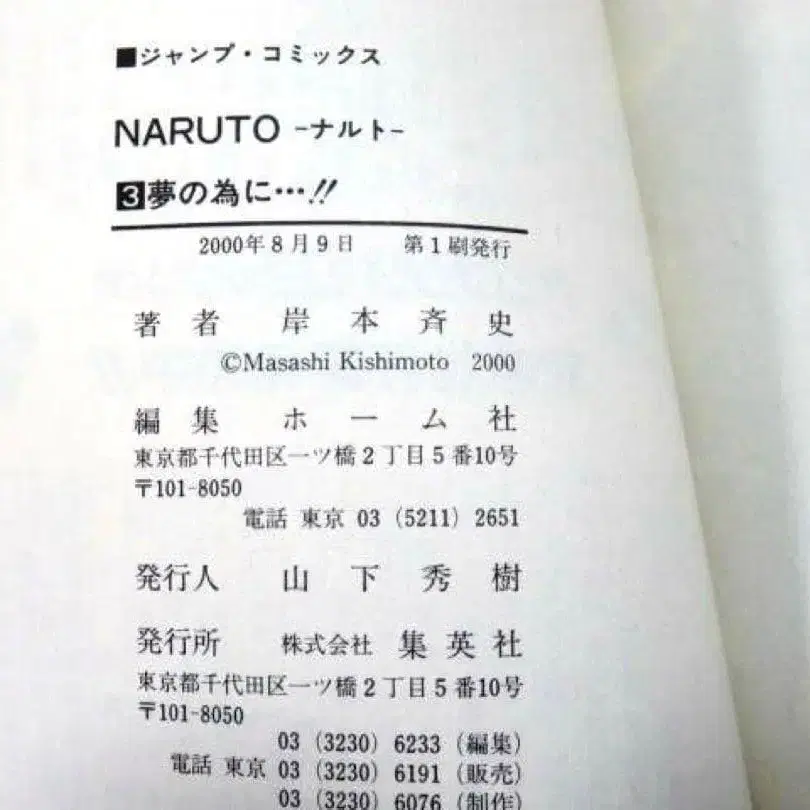 ■ジャンプ・コミックス
NARUTO -ナルト-
3夢の為に…!!
2000年8月9日 第1刷発行
著者 岸本斉史
©Masashi Kishimoto 2000
編集 ホーム社
東京都千代田区一ツ橋2丁目5番10号
〒101-8050
電話 東京 03 (5211) 2651
発行人 山下秀樹
発行所 株式会社 集英社
東京都千代田区一ツ橋2丁目5番10号
〒101-8050
03 (3230) 6233 (編集)
電話 東京 03 (3230) 6191 (販売)
03 (3230) 6076 (制作)